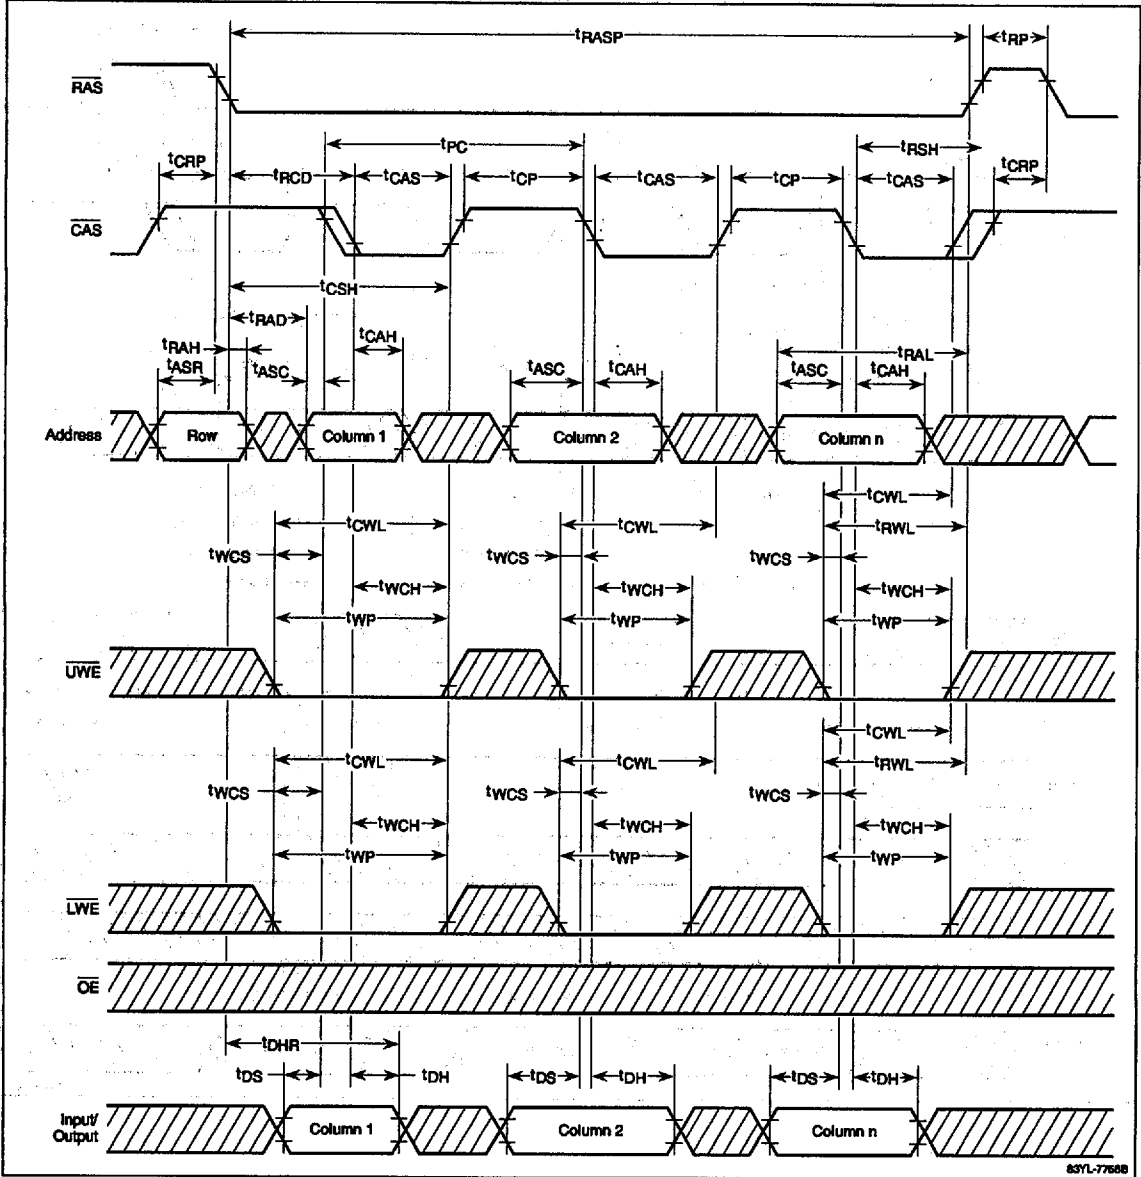 tRASP tRP
RAS
tPC tRSH
tCRP tRCD tCAS tCP tCAS tCP tCAS tCRP
CAS
tCSH
tRAD
tRAH tCAH tRAL
tASR tASC tASC tCAH tASC tCAH
Address Row Column 1 Column 2 Column n
tCWL
tCWL tCWL tRWL
tWCS tWCS tWCS
tWCH tWCH tWCH
tWP tWP tWP
UWE
tCWL
tCWL tCWL tRWL
tWCS tWCS tWCS
tWCH tWCH tWCH
tWP tWP tWP
LWE
OE
tDHR
tDS tDH tDS tDH tDS tDH
Input/
Output Column 1 Column 2 Column n
83YL-7768B